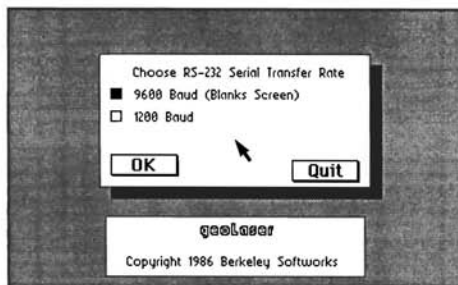 Choose RS-232 Serial Transfer Rate
9600 Baud (Blanks Screen)
1200 Baud
OK
Quit
geoLaser
Copyright 1986 Berkeley Softworks